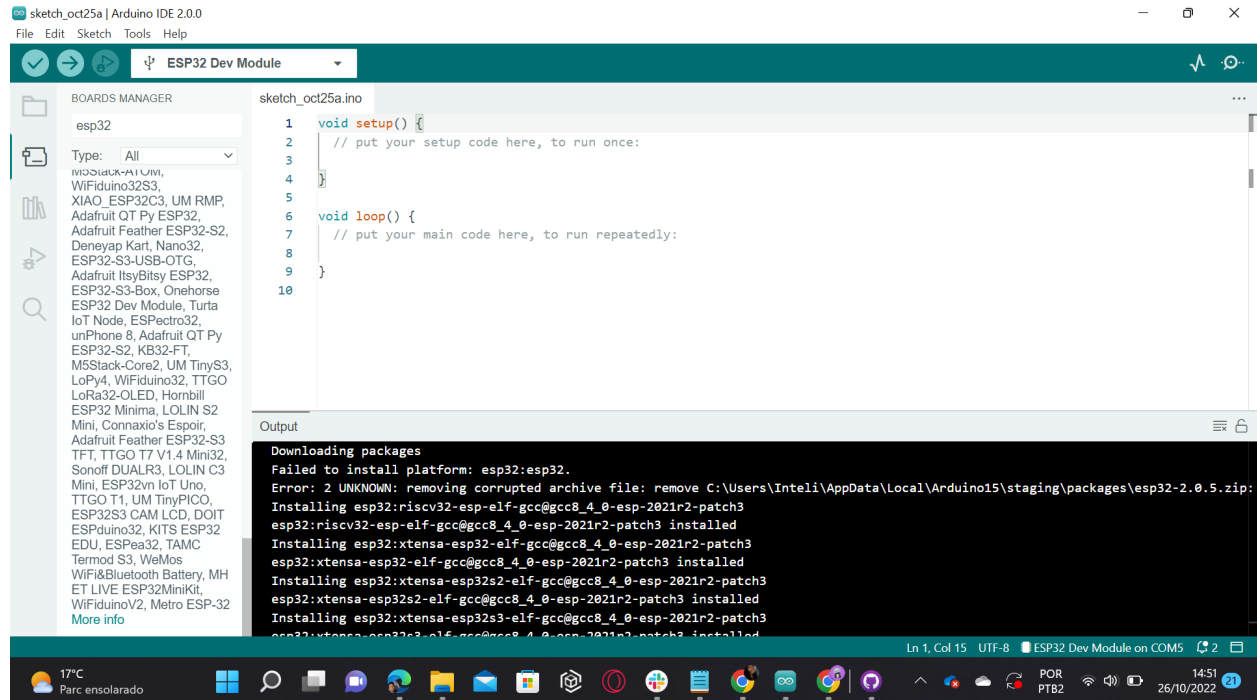 sketch_oct25a | Arduino IDE 2.0.0
File Edit Sketch Tools Help
ESP32 Dev Module
BOARDS MANAGER
esp32
Type: All
M5Stack-ATOM,
WiFiduino32S3,
XIAO_ESP32C3, UM RMP,
Adafruit QT Py ESP32,
Adafruit Feather ESP32-S2,
Deneyap Kart, Nano32,
ESP32-S3-USB-OTG,
Adafruit ItsyBitsy ESP32,
ESP32-S3-Box, Onehorse
ESP32 Dev Module, Turta
IoT Node, ESPectro32,
unPhone 8, Adafruit QT Py
ESP32-S2, KB32-FT,
M5Stack-Core2, UM TinyS3,
LoPy4, WiFiduino32, TTGO
LoRa32-OLED, Hornbill
ESP32 Minima, LOLIN S2
Mini, Connaxio's Espoir,
Adafruit Feather ESP32-S3
TFT, TTGO T7 V1.4 Mini32,
Sonoff DUALR3, LOLIN C3
Mini, ESP32vn IoT Uno,
TTGO T1, UM TinyPICO,
ESP32S3 CAM LCD, DOIT
ESPduino32, KITS ESP32
EDU, ESPea32, TAMC
Termod S3, WeMos
WiFi&Bluetooth Battery, MH
ET LIVE ESP32MiniKit,
WiFiduinoV2, Metro ESP-32
More info
sketch_oct25a.ino
1 void setup() {
2 // put your setup code here, to run once:
3
4 }
5
6 void loop() {
7 // put your main code here, to run repeatedly:
8
9 }
10
Output
Downloading packages
Failed to install platform: esp32:esp32.
Error: 2 UNKNOWN: removing corrupted archive file: remove C:\Users\Inteli\AppData\Local\Arduino15\staging\packages\esp32-2.0.5.zip:
Installing esp32:riscv32-esp-elf-gcc@gcc8_4_0-esp-2021r2-patch3
esp32:riscv32-esp-elf-gcc@gcc8_4_0-esp-2021r2-patch3 installed
Installing esp32:xtensa-esp32-elf-gcc@gcc8_4_0-esp-2021r2-patch3
esp32:xtensa-esp32-elf-gcc@gcc8_4_0-esp-2021r2-patch3 installed
Installing esp32:xtensa-esp32s2-elf-gcc@gcc8_4_0-esp-2021r2-patch3
esp32:xtensa-esp32s2-elf-gcc@gcc8_4_0-esp-2021r2-patch3 installed
Installing esp32:xtensa-esp32s3-elf-gcc@gcc8_4_0-esp-2021r2-patch3
esp32:xtensa-esp32s3-elf-gcc@gcc8_4_0-esp-2021r2-patch3 installed
Ln 1, Col 15 UTF-8 ESP32 Dev Module on COM5 2
17°C
Parc ensolarado
POR
PTB2
14:51
26/10/2022
21